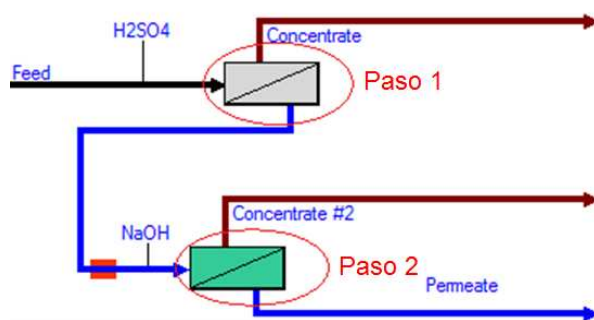 H2SO4
Concentrate
Feed
Paso 1
Concentrate #2
NaOH
Paso 2
Permeate